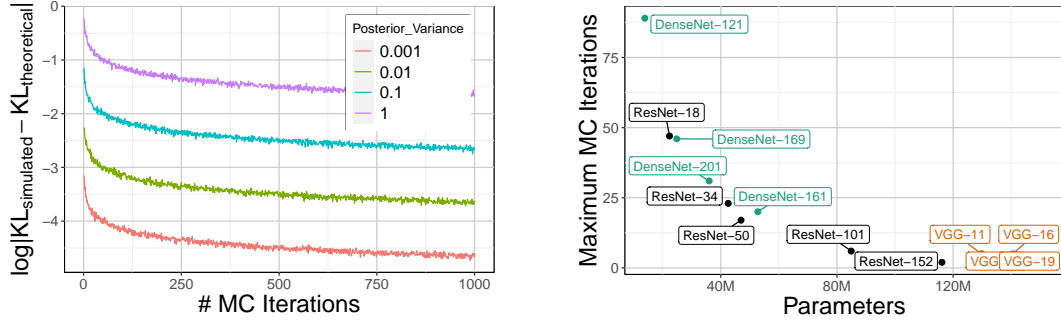 log|KLsimulated − KLtheoretical|
0
−1
−2
−3
−4
0
250
500
750
1000
# MC Iterations
Posterior_Variance
0.001
0.01
0.1
1
Maximum MC Iterations
75
50
25
0
40M
80M
120M
Parameters
DenseNet−121
ResNet−18
DenseNet−169
DenseNet−201
ResNet−34
DenseNet−161
ResNet−50
ResNet−101
ResNet−152
VGG−11
VGG−16
VGG
VGG−19